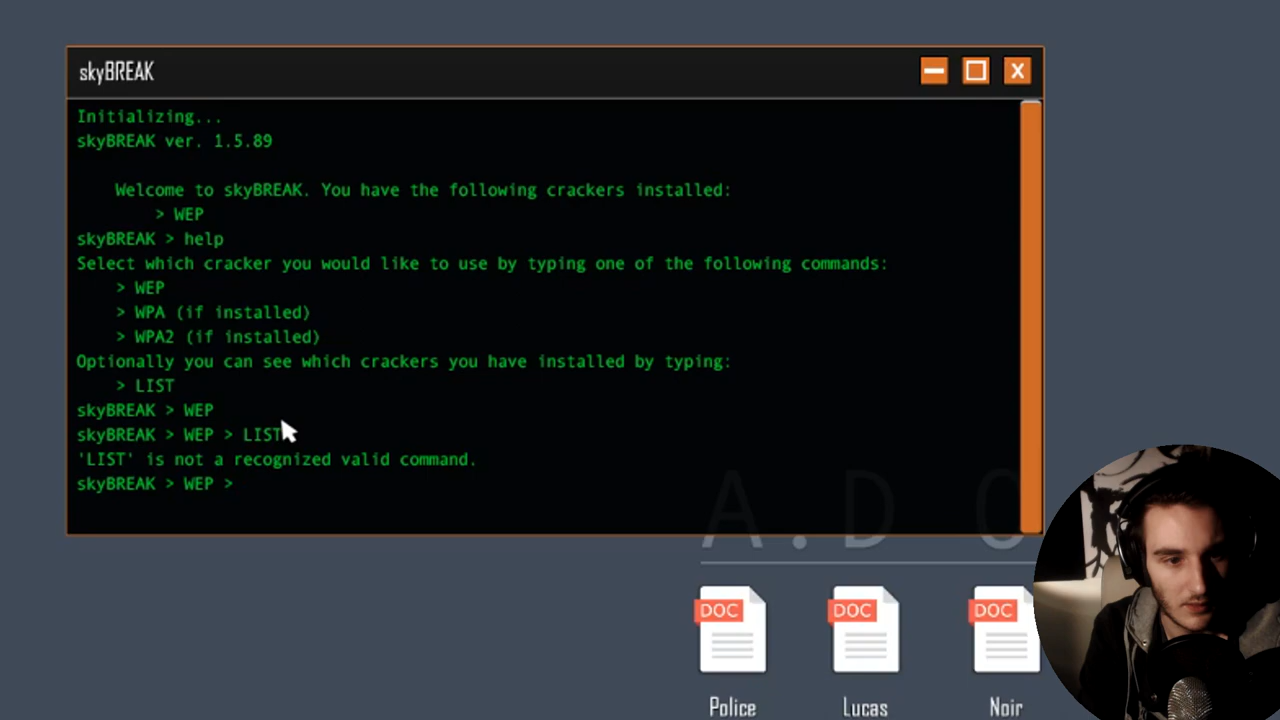 skyBREAK
Initializing...
skyBREAK ver. 1.5.89
Welcome to skyBREAK. You have the following crackers installed:
> WEP
skyBREAK > help
Select which cracker you would like to use by typing one of the following commands:
> WEP
> WPA (if installed)
> WPA2 (if installed)
Optionally you can see which crackers you have installed by typing:
> LIST
skyBREAK > WEP
skyBREAK > WEP > LIST
'LIST' is not a recognized valid command.
skyBREAK > WEP >
A.D O
DOC DOC DOC
Police Lucas Noir